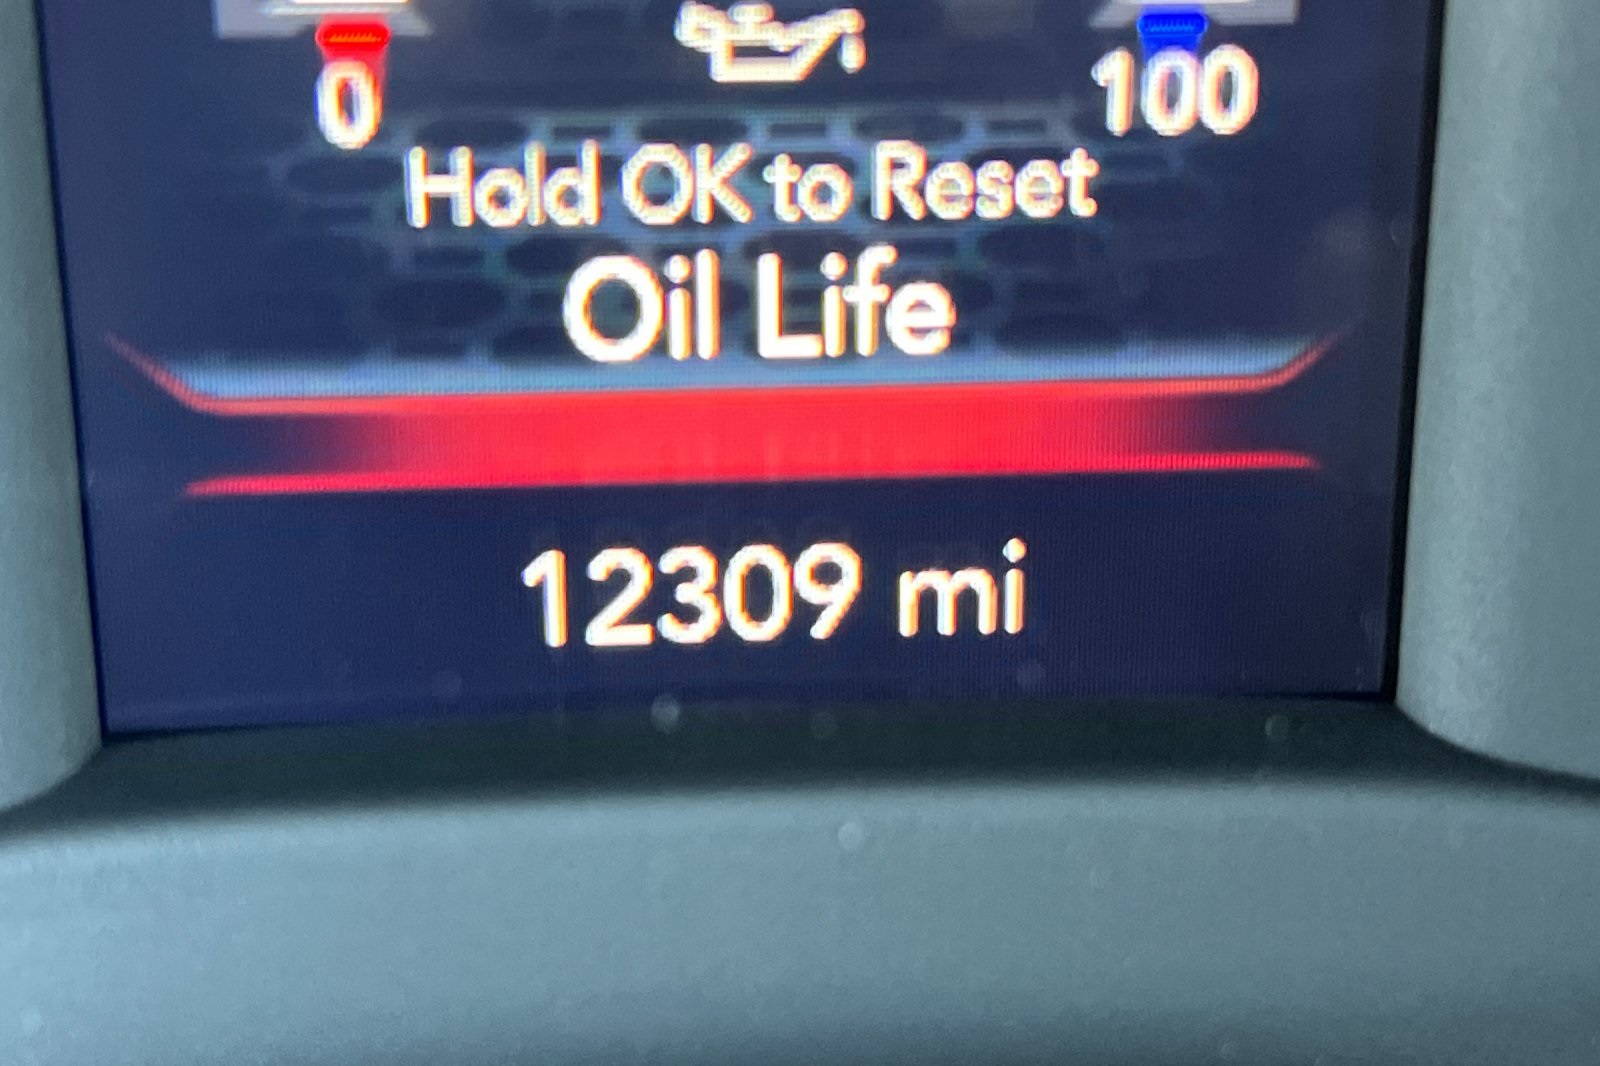 0 100
Hold OK to Reset
Oil Life
12309 mi